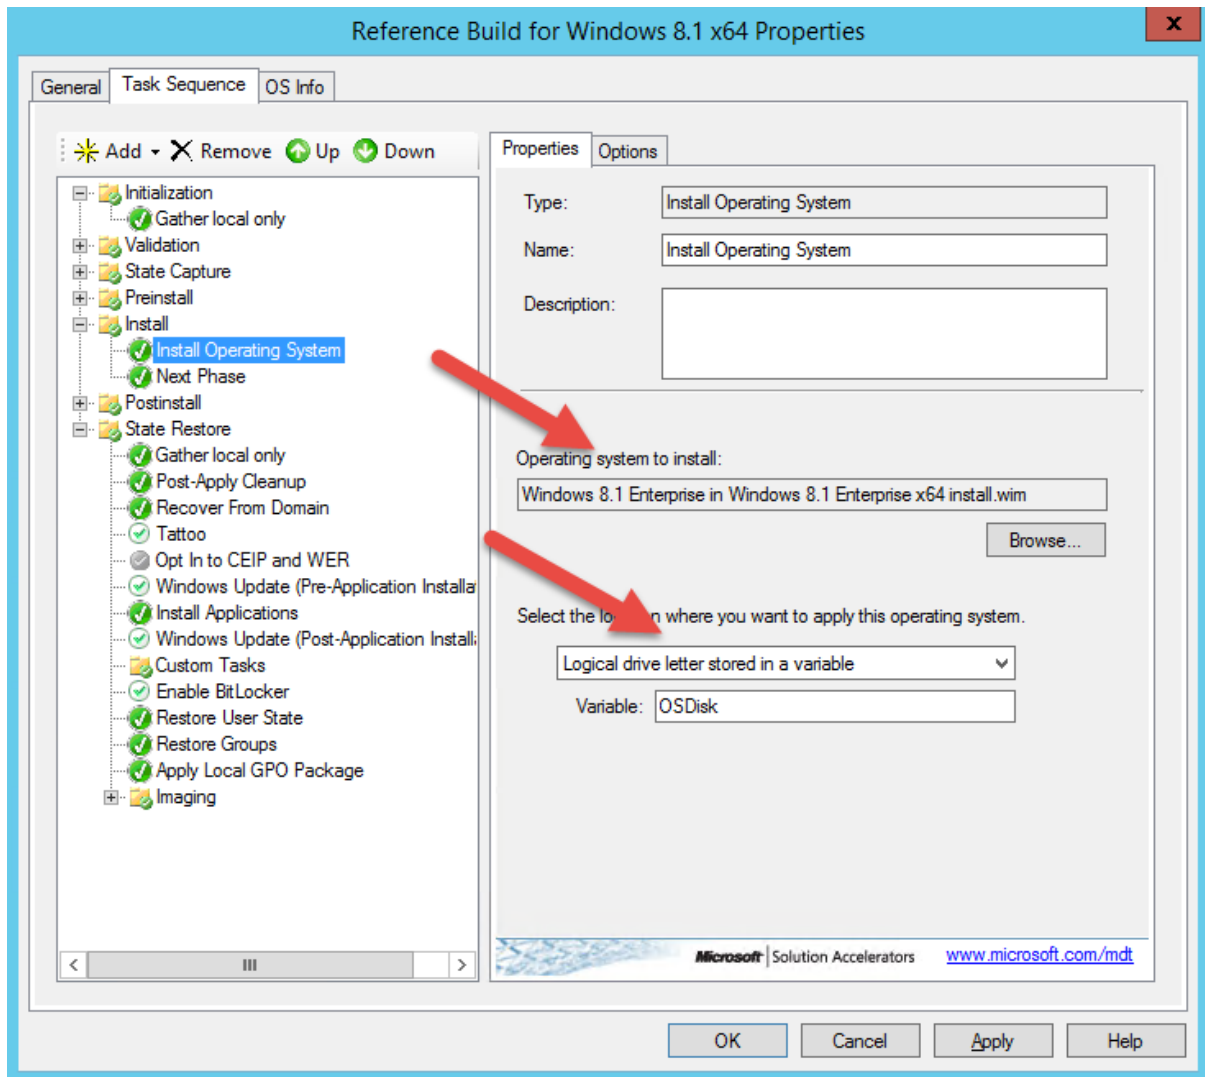 Reference Build for Windows 8.1 x64 Properties
x
General
Task Sequence
OS Info
Add
Remove
Up
Down
Initialization
Gather local only
Validation
State Capture
Preinstall
Install
Install Operating System
Next Phase
Postinstall
State Restore
Gather local only
Post-Apply Cleanup
Recover From Domain
Tattoo
Opt In to CEIP and WER
Windows Update (Pre-Application Installa
Install Applications
Windows Update (Post-Application Install
Custom Tasks
Enable BitLocker
Restore User State
Restore Groups
Apply Local GPO Package
Imaging
Properties
Options
Type:
Install Operating System
Name:
Install Operating System
Description:
Operating system to install:
Windows 8.1 Enterprise in Windows 8.1 Enterprise x64 install.wim
Browse...
Select the where you want to apply this operating system.
Logical drive letter stored in a variable
Variable:
OSDisk
Microsoft Solution Accelerators
www.microsoft.com/mdt
OK
Cancel
Apply
Help